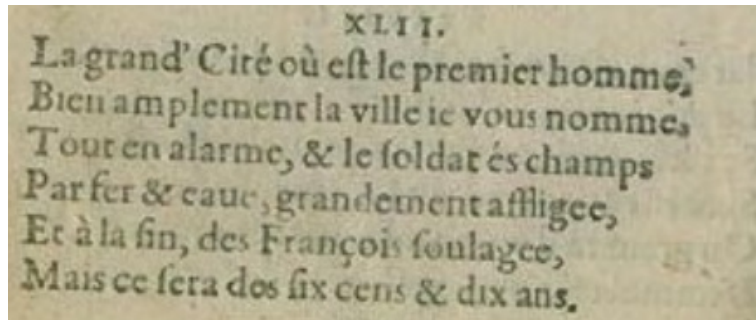 XLII.
La grand' Cité où eſt le premier homme,
Bien amplement la ville ie vous nomme,
Tout en alarme, & le ſoldat és champs
Par fer & eaue, grandement affligee,
Et à la fin, des François ſoulagee,
Mais ce ſera dos ſix cens & dix ans.